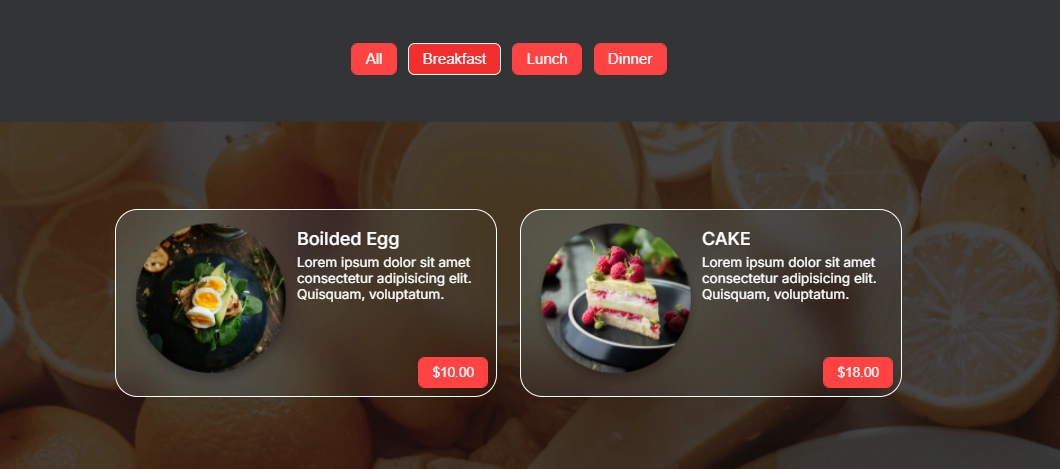 All
Breakfast
Lunch
Dinner
Boilded Egg
Lorem ipsum dolor sit amet
consectetur adipisicing elit.
Quisquam, voluptatum.
$10.00
CAKE
Lorem ipsum dolor sit amet
consectetur adipisicing elit.
Quisquam, voluptatum.
$18.00